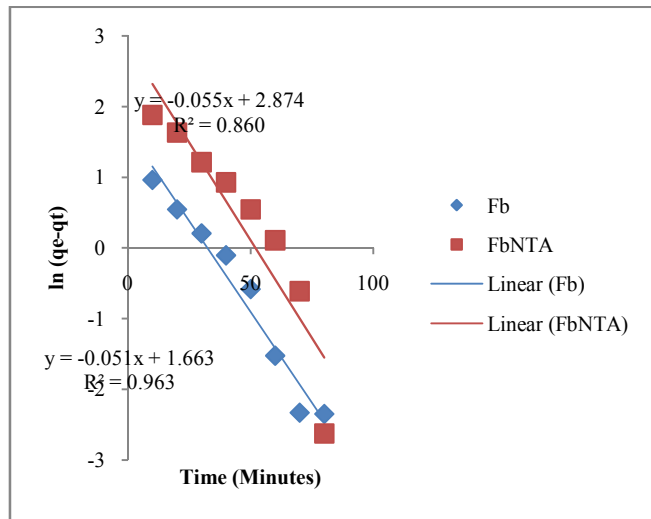 3
y = -0.055x + 2.874
2
R² = 0.860
1
Fb
FbNTA
0
0
50
100
Linear (Fb)
Linear (FbNTA)
ln (qe-qt)
-1
y = -0.051x + 1.663
R² = 0.963
-2
-3
Time (Minutes)